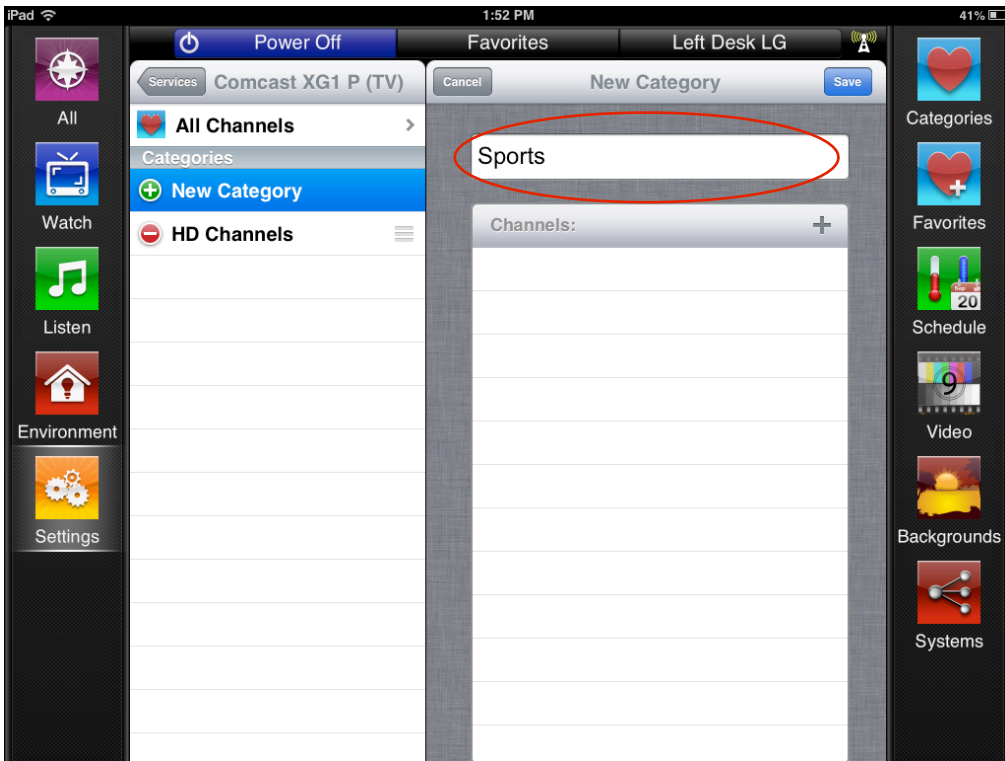 iPad 1:52 PM 41%
Power Off Favorites Left Desk LG
Services Comcast XG1 P (TV) Cancel New Category Save
All
All Channels
Categories
New Category
HD Channels
Sports
Channels:
Watch
Listen
Environment
Settings
Categories
Favorites
Sep
20
Schedule
9
Video
Backgrounds
Systems